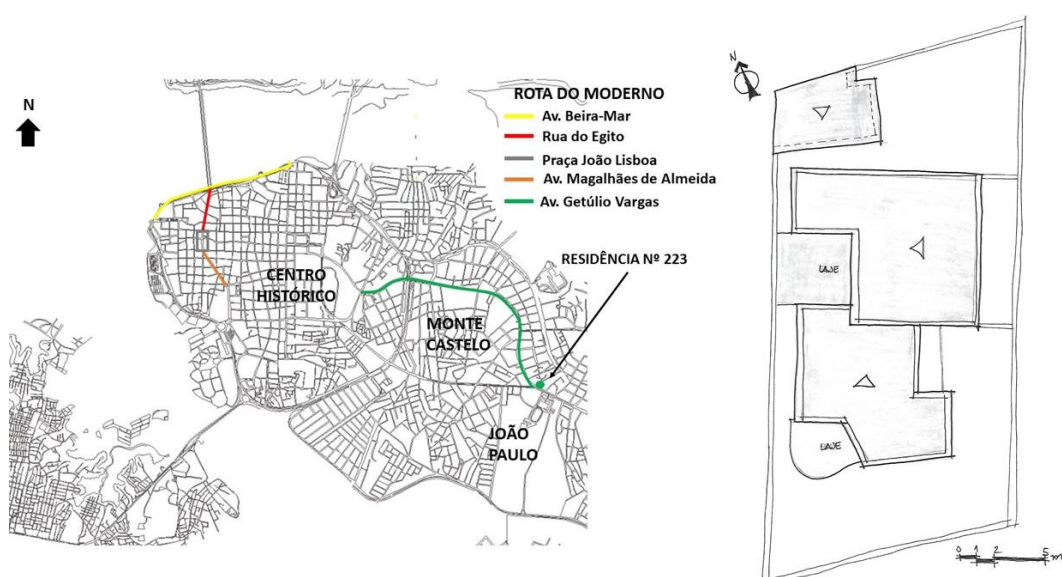 N
ROTA DO MODERNO
Av. Beira-Mar
Rua do Egito
Praça João Lisboa
Av. Magalhães de Almeida
Av. Getúlio Vargas
RESIDÊNCIA Nº 223
CENTRO
HISTÓRICO
MONTE
CASTELO
JOÃO
PAULO
N
LAJE
LAJE
0 1 2 5 m